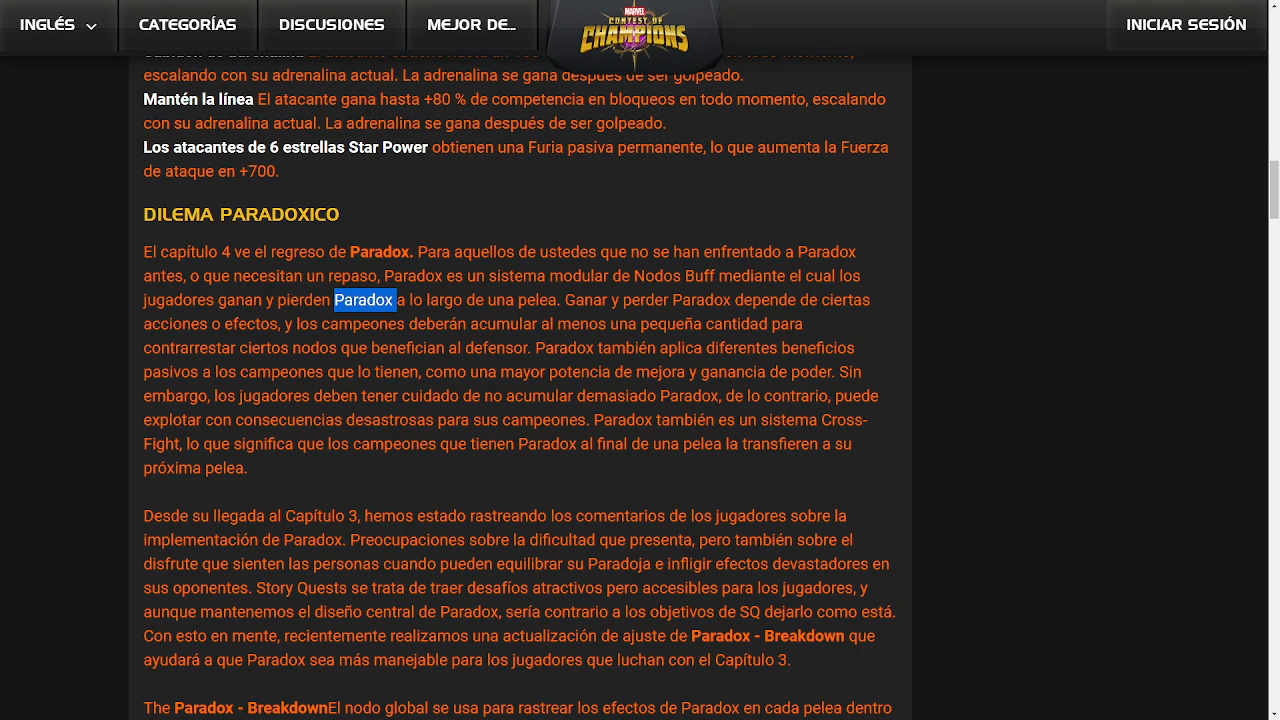 INGLÉS
CATEGORÍAS
DISCUSIONES
MEJOR DE...
MARVEL
CONTEST OF
CHAMPIONS
INICIAR SESIÓN
escalando con su adrenalina actual. La adrenalina se gana después de ser golpeado.
Mantén la línea El atacante gana hasta +80 % de competencia en bloqueos en todo momento, escalando
con su adrenalina actual. La adrenalina se gana después de ser golpeado.
Los atacantes de 6 estrellas Star Power obtienen una Furia pasiva permanente, lo que aumenta la Fuerza
de ataque en +700.
DILEMA PARADOXICO
El capítulo 4 ve el regreso de Paradox. Para aquellos de ustedes que no se han enfrentado a Paradox
antes, o que necesitan un repaso, Paradox es un sistema modular de Nodos Buff mediante el cual los
jugadores ganan y pierden Paradox a lo largo de una pelea. Ganar y perder Paradox depende de ciertas
acciones o efectos, y los campeones deberán acumular al menos una pequeña cantidad para
contrarrestar ciertos nodos que benefician al defensor. Paradox también aplica diferentes beneficios
pasivos a los campeones que lo tienen, como una mayor potencia de mejora y ganancia de poder. Sin
embargo, los jugadores deben tener cuidado de no acumular demasiado Paradox, de lo contrario, puede
explotar con consecuencias desastrosas para sus campeones. Paradox también es un sistema Cross-
Fight, lo que significa que los campeones que tienen Paradox al final de una pelea la transfieren a su
próxima pelea.
Desde su llegada al Capítulo 3, hemos estado rastreando los comentarios de los jugadores sobre la
implementación de Paradox. Preocupaciones sobre la dificultad que presenta, pero también sobre el
disfrute que sienten las personas cuando pueden equilibrar su Paradoja e infligir efectos devastadores en
sus oponentes. Story Quests se trata de traer desafíos atractivos pero accesibles para los jugadores, y
aunque mantenemos el diseño central de Paradox, sería contrario a los objetivos de SQ dejarlo como está.
Con esto en mente, recientemente realizamos una actualización de ajuste de Paradox - Breakdown que
ayudará a que Paradox sea más manejable para los jugadores que luchan con el Capítulo 3.
The Paradox - BreakdownEl nodo global se usa para rastrear los efectos de Paradox en cada pelea dentro